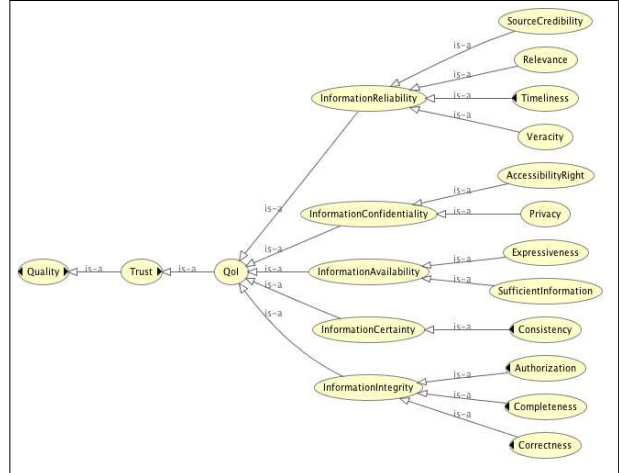 SourceCredibility
is-a
Relevance
is-a
InformationReliability
is-a
Timeliness
is-a
Veracity
AccessibilityRight
is-a
InformationConfidentiality
is-a
Privacy
is-a
is-a
Expressiveness
is-a
Quality
is-a
Trust
is-a
QoI
is-a
InformationAvailability
is-a
SufficientInformation
is-a
InformationCertainty
is-a
Consistency
is-a
Authorization
is-a
InformationIntegrity
is-a
Completeness
is-a
Correctness